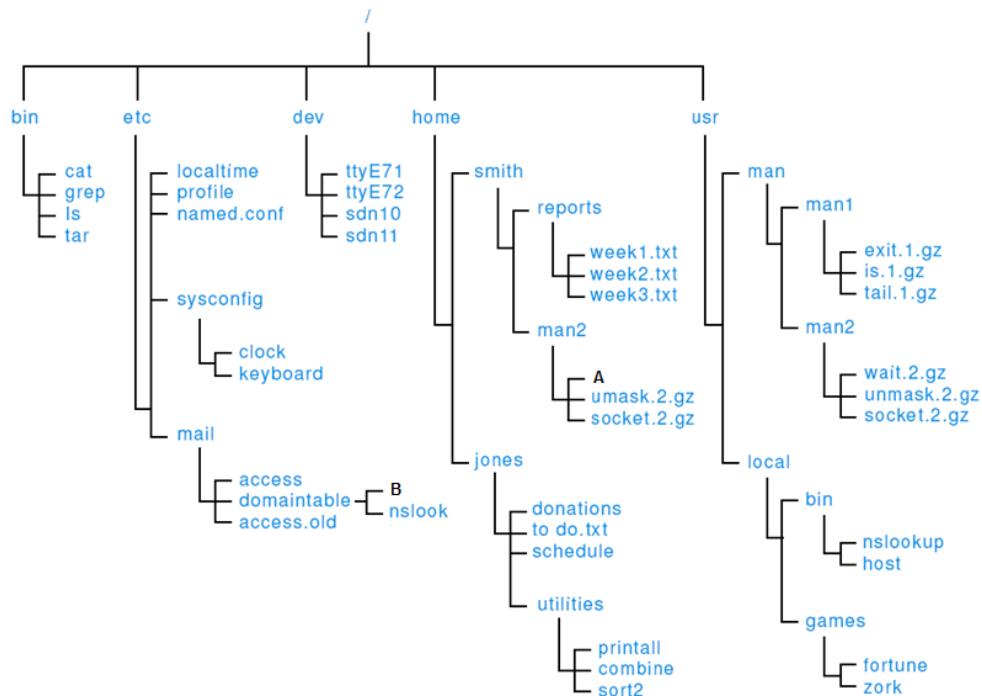 /
bin
etc
dev
home
usr
cat
grep
ls
tar
localtime
profile
named.conf
sysconfig
clock
keyboard
mail
access
domaintable
access.old
B
nslook
ttyE71
ttyE72
sdn10
sdn11
smith
reports
week1.txt
week2.txt
week3.txt
man2
A
umask.2.gz
socket.2.gz
jones
donations
to do.txt
schedule
utilities
printall
combine
sort2
man
man1
exit.1.gz
is.1.gz
tail.1.gz
man2
wait.2.gz
unmask.2.gz
socket.2.gz
local
bin
nslookup
host
games
fortune
zork